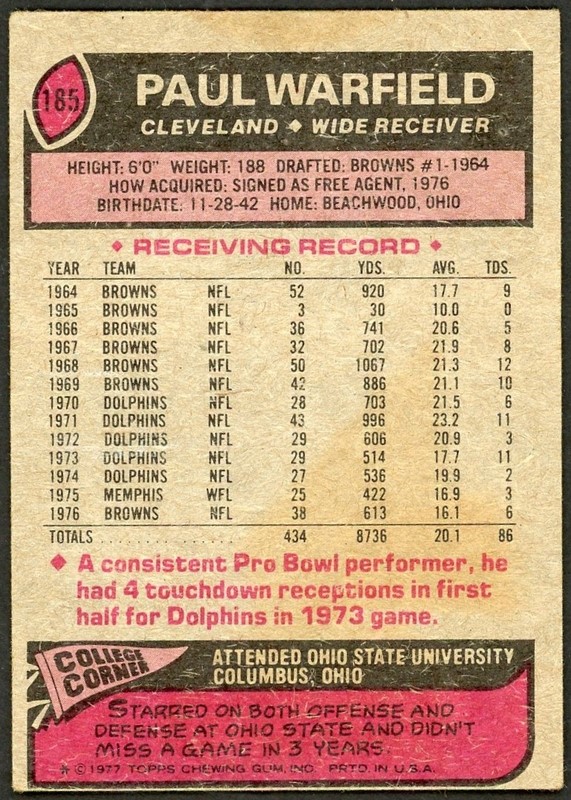 185
PAUL WARFIELD
CLEVELAND ◆ WIDE RECEIVER
HEIGHT: 6'0" WEIGHT: 188 DRAFTED: BROWNS #1-1964
HOW ACQUIRED: SIGNED AS FREE AGENT, 1976
BIRTHDATE: 11-28-42 HOME: BEACHWOOD, OHIO
◆ RECEIVING RECORD ◆
YEAR TEAM NO. YDS. AVG. TDS.
1964 BROWNS NFL 52 920 17.7 9
1965 BROWNS NFL 3 30 10.0 0
1966 BROWNS NFL 36 741 20.6 5
1967 BROWNS NFL 32 702 21.9 8
1968 BROWNS NFL 50 1067 21.3 12
1969 BROWNS NFL 42 886 21.1 10
1970 DOLPHINS NFL 28 703 21.5 6
1971 DOLPHINS NFL 43 996 23.2 11
1972 DOLPHINS NFL 29 606 20.9 3
1973 DOLPHINS NFL 29 514 17.7 11
1974 DOLPHINS NFL 27 536 19.9 2
1975 MEMPHIS WFL 25 422 16.9 3
1976 BROWNS NFL 38 613 16.1 6
TOTALS . . . . . . . . . . . . . . . . 434 8736 20.1 86
◆ A consistent Pro Bowl performer, he
had 4 touchdown receptions in first
half for Dolphins in 1973 game.
COLLEGE
CORNER
ATTENDED OHIO STATE UNIVERSITY
COLUMBUS, OHIO
STARRED ON BOTH OFFENSE AND
DEFENSE AT OHIO STATE AND DIDN'T
MISS A GAME IN 3 YEARS.
* © 1977 TOPPS CHEWING GUM, INC. PRTD. IN U.S.A.